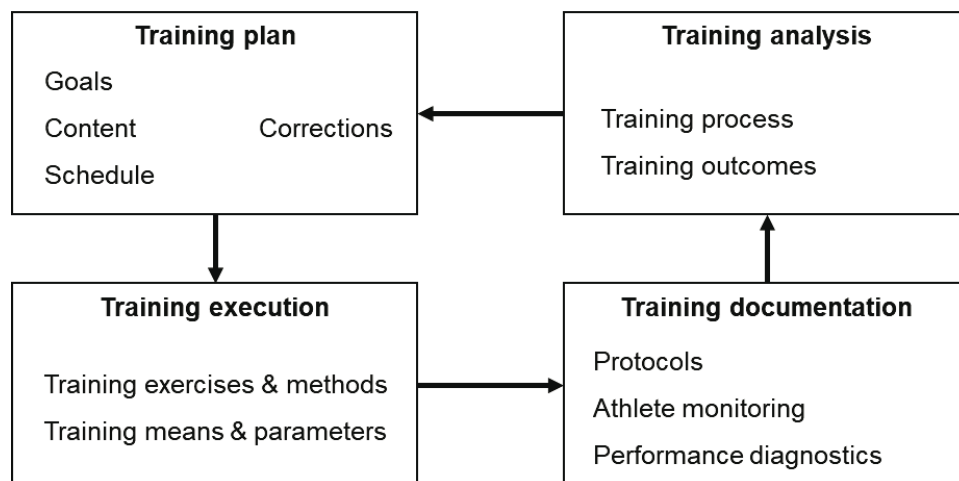 Training plan
Goals
Content
Corrections
Schedule
Training analysis
Training process
Training outcomes
Training execution
Training exercises & methods
Training means & parameters
Training documentation
Protocols
Athlete monitoring
Performance diagnostics